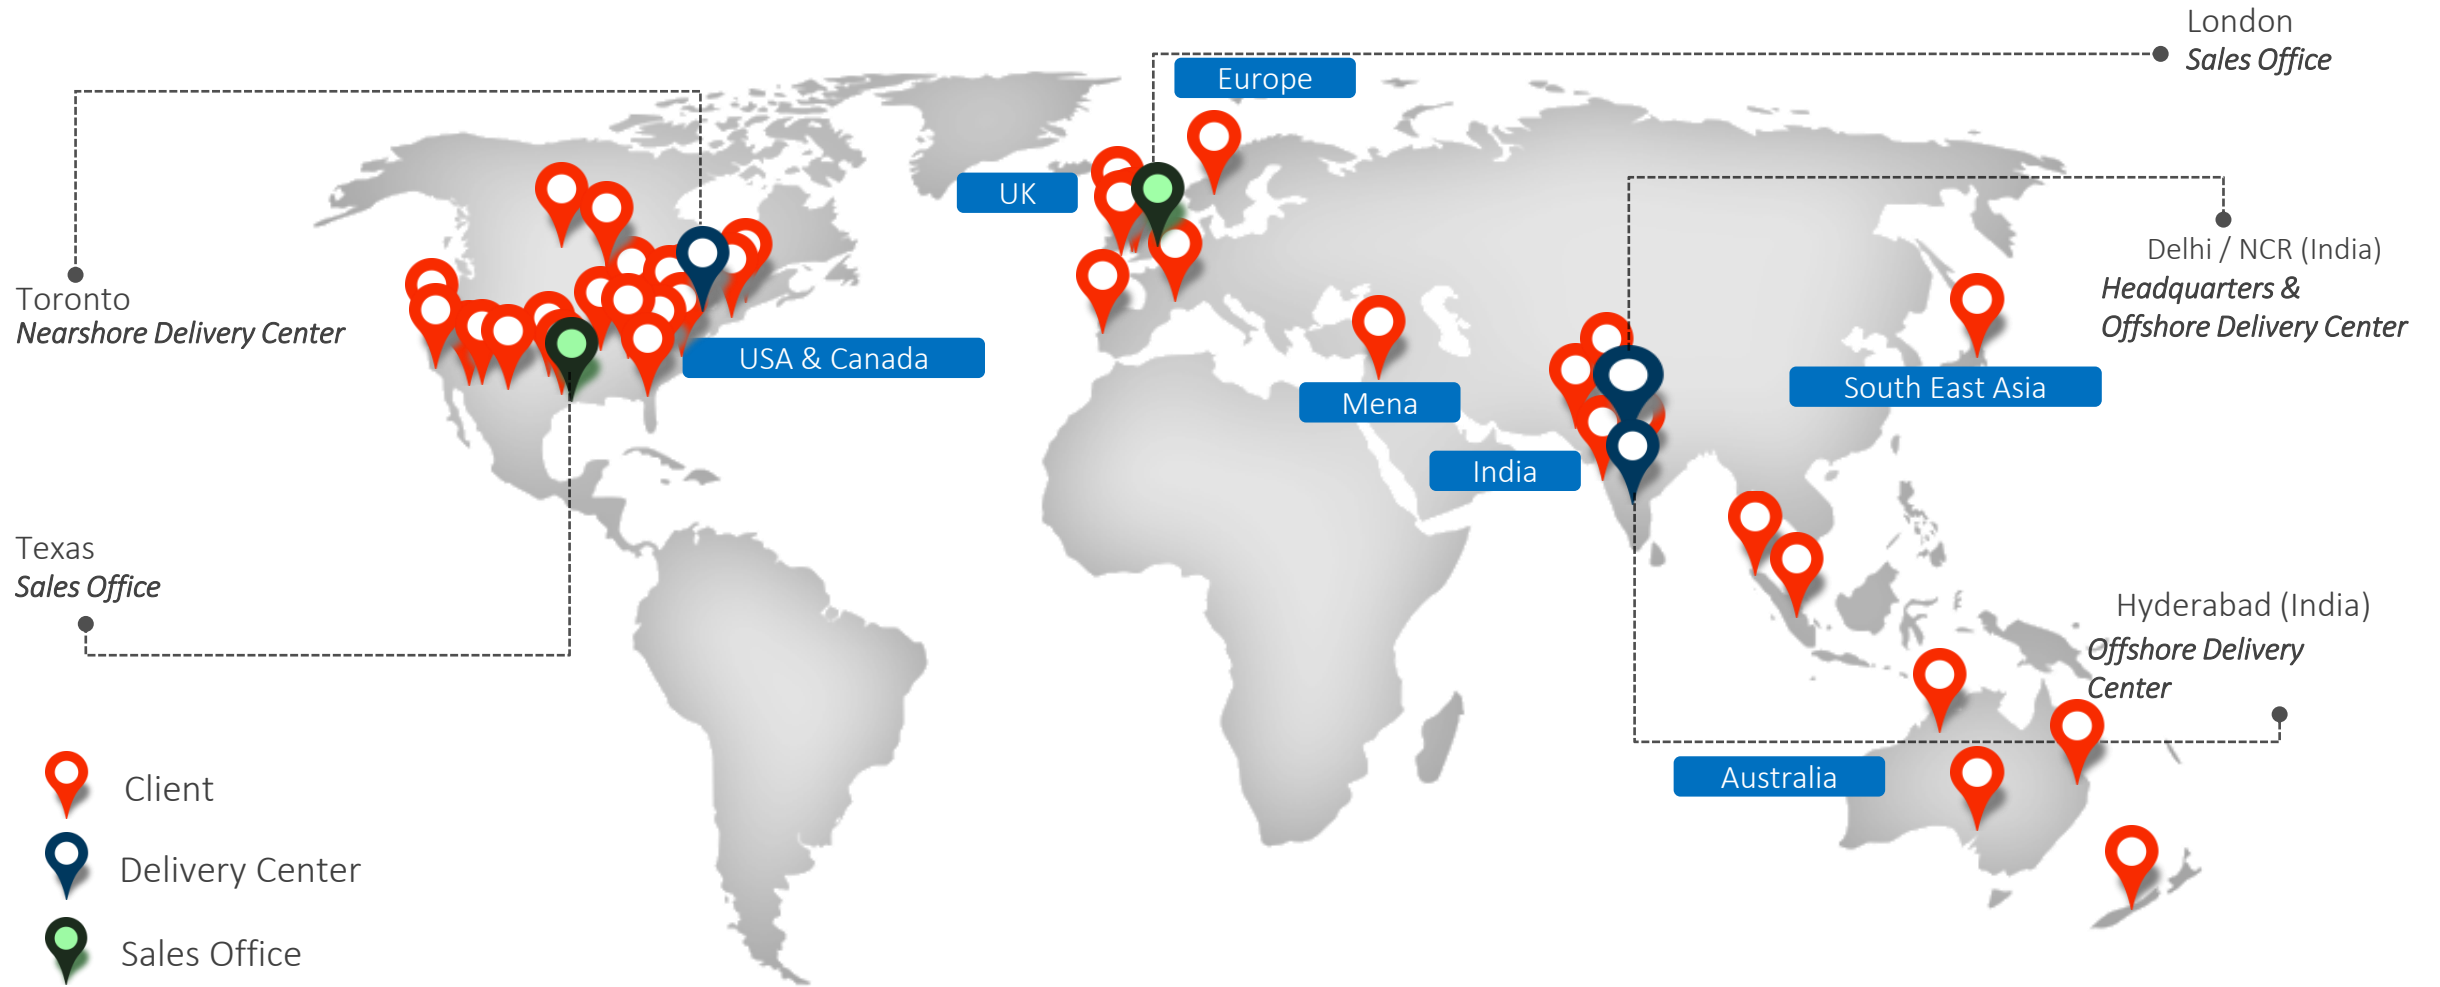 London
Sales Office
Europe
UK
Delhi / NCR (India)
Headquarters &
Offshore Delivery Center
Toronto
Nearshore Delivery Center
USA & Canada
Mena
South East Asia
India
Texas
Sales Office
Hyderabad (India)
Offshore Delivery
Center
Australia
Client
Delivery Center
Sales Office